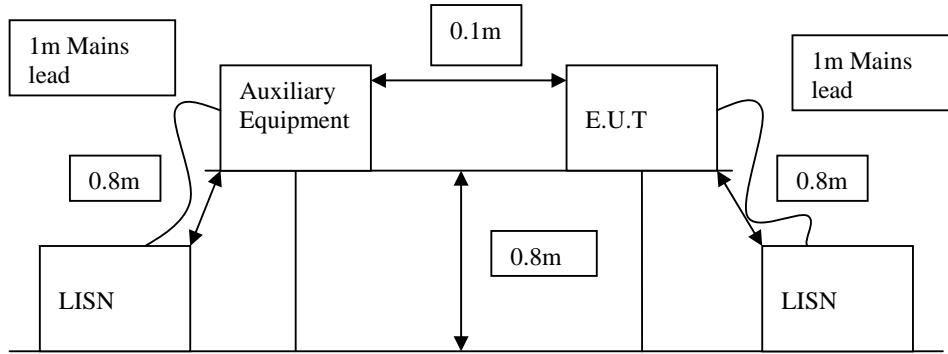 0.1m
1m Mains
lead
1m Mains
lead
Auxiliary
Equipment
E.U.T
0.8m
0.8m
0.8m
LISN
LISN